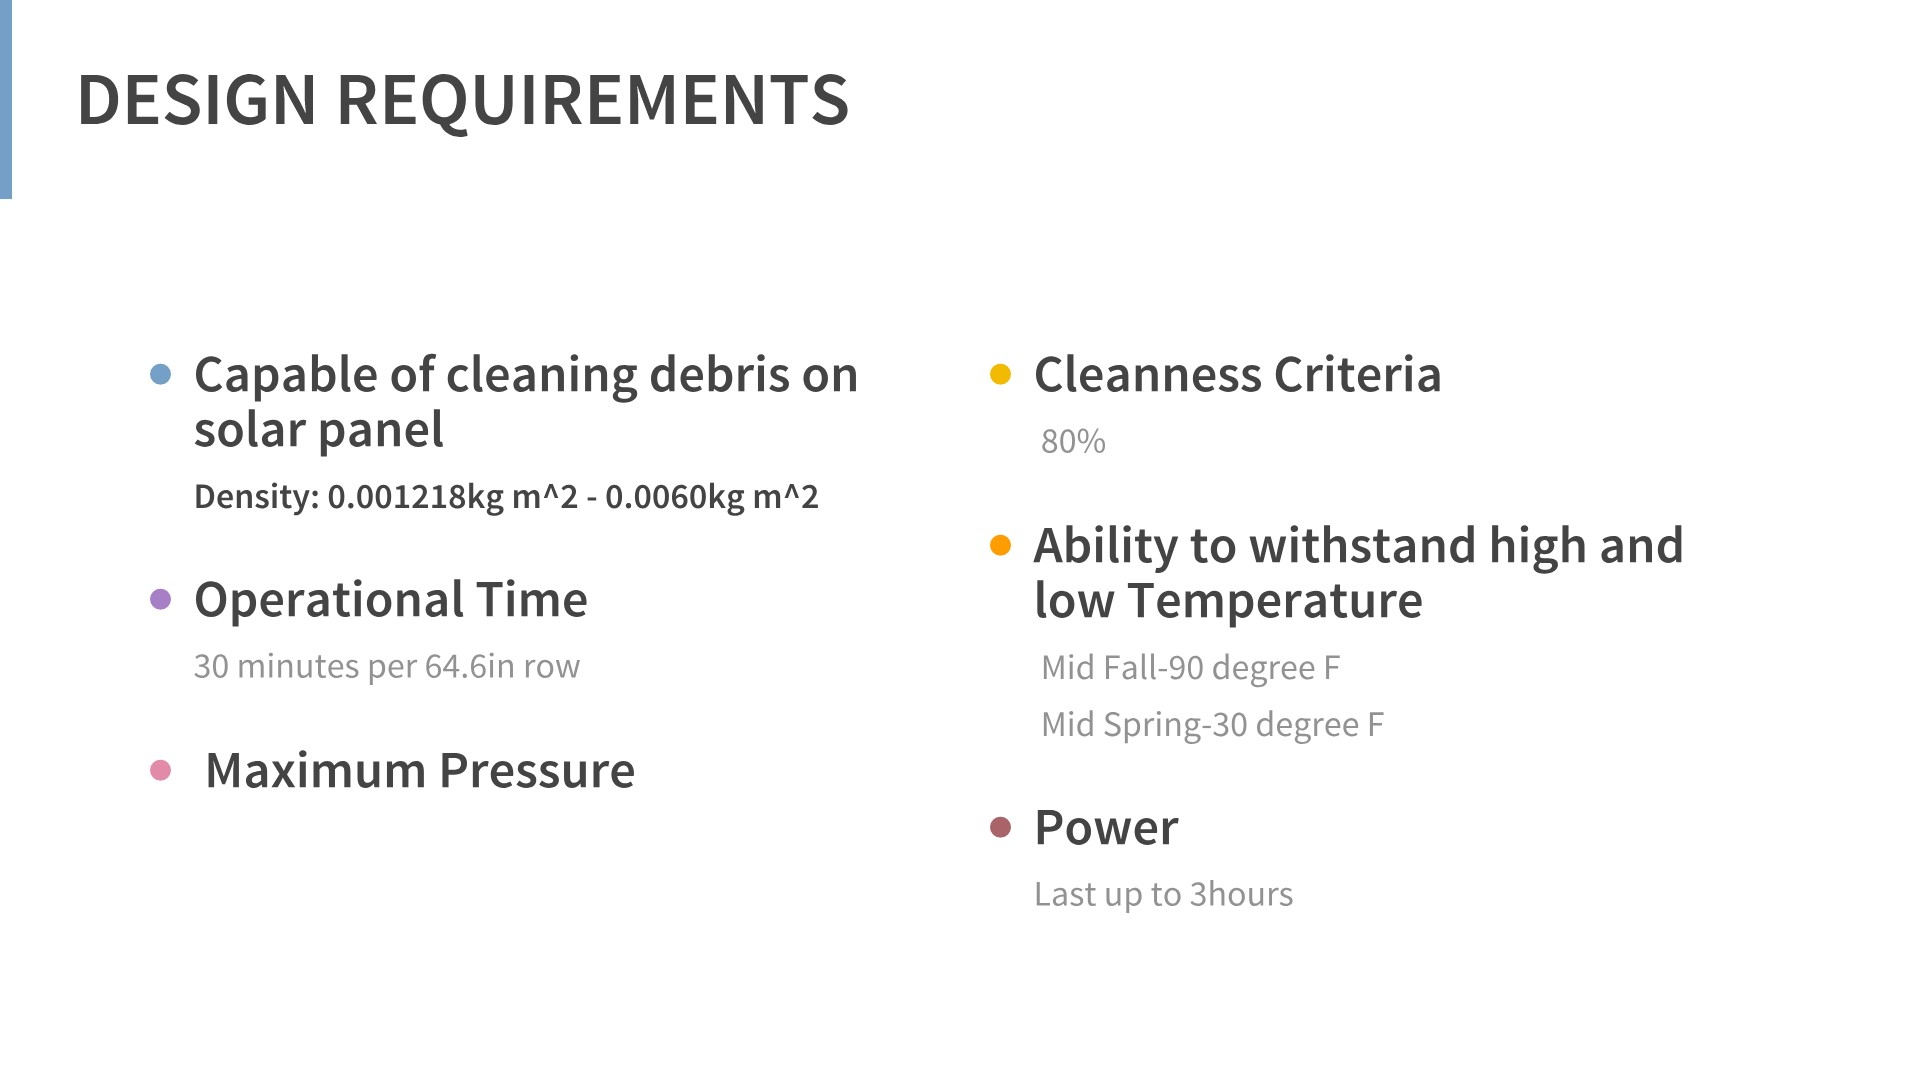 DESIGN REQUIREMENTS
Capable of cleaning debris on
solar panel
Density: 0.001218kg m^2 - 0.0060kg m^2
Operational Time
30 minutes per 64.6in row
Maximum Pressure
Cleanness Criteria
80%
Ability to withstand high and
low Temperature
Mid Fall-90 degree F
Mid Spring-30 degree F
Power
Last up to 3hours